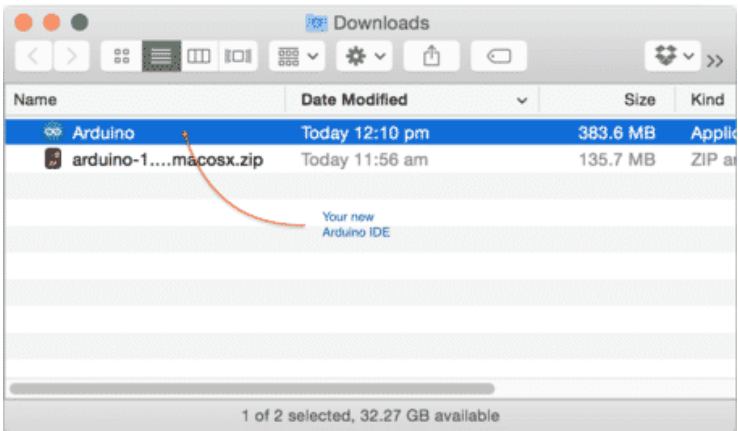 Downloads
Name Date Modified Size Kind
Arduino Today 12:10 pm 383.6 MB Applic
arduino-1....macosx.zip Today 11:56 am 135.7 MB ZIP ar
Your new
Arduino IDE
1 of 2 selected, 32.27 GB available